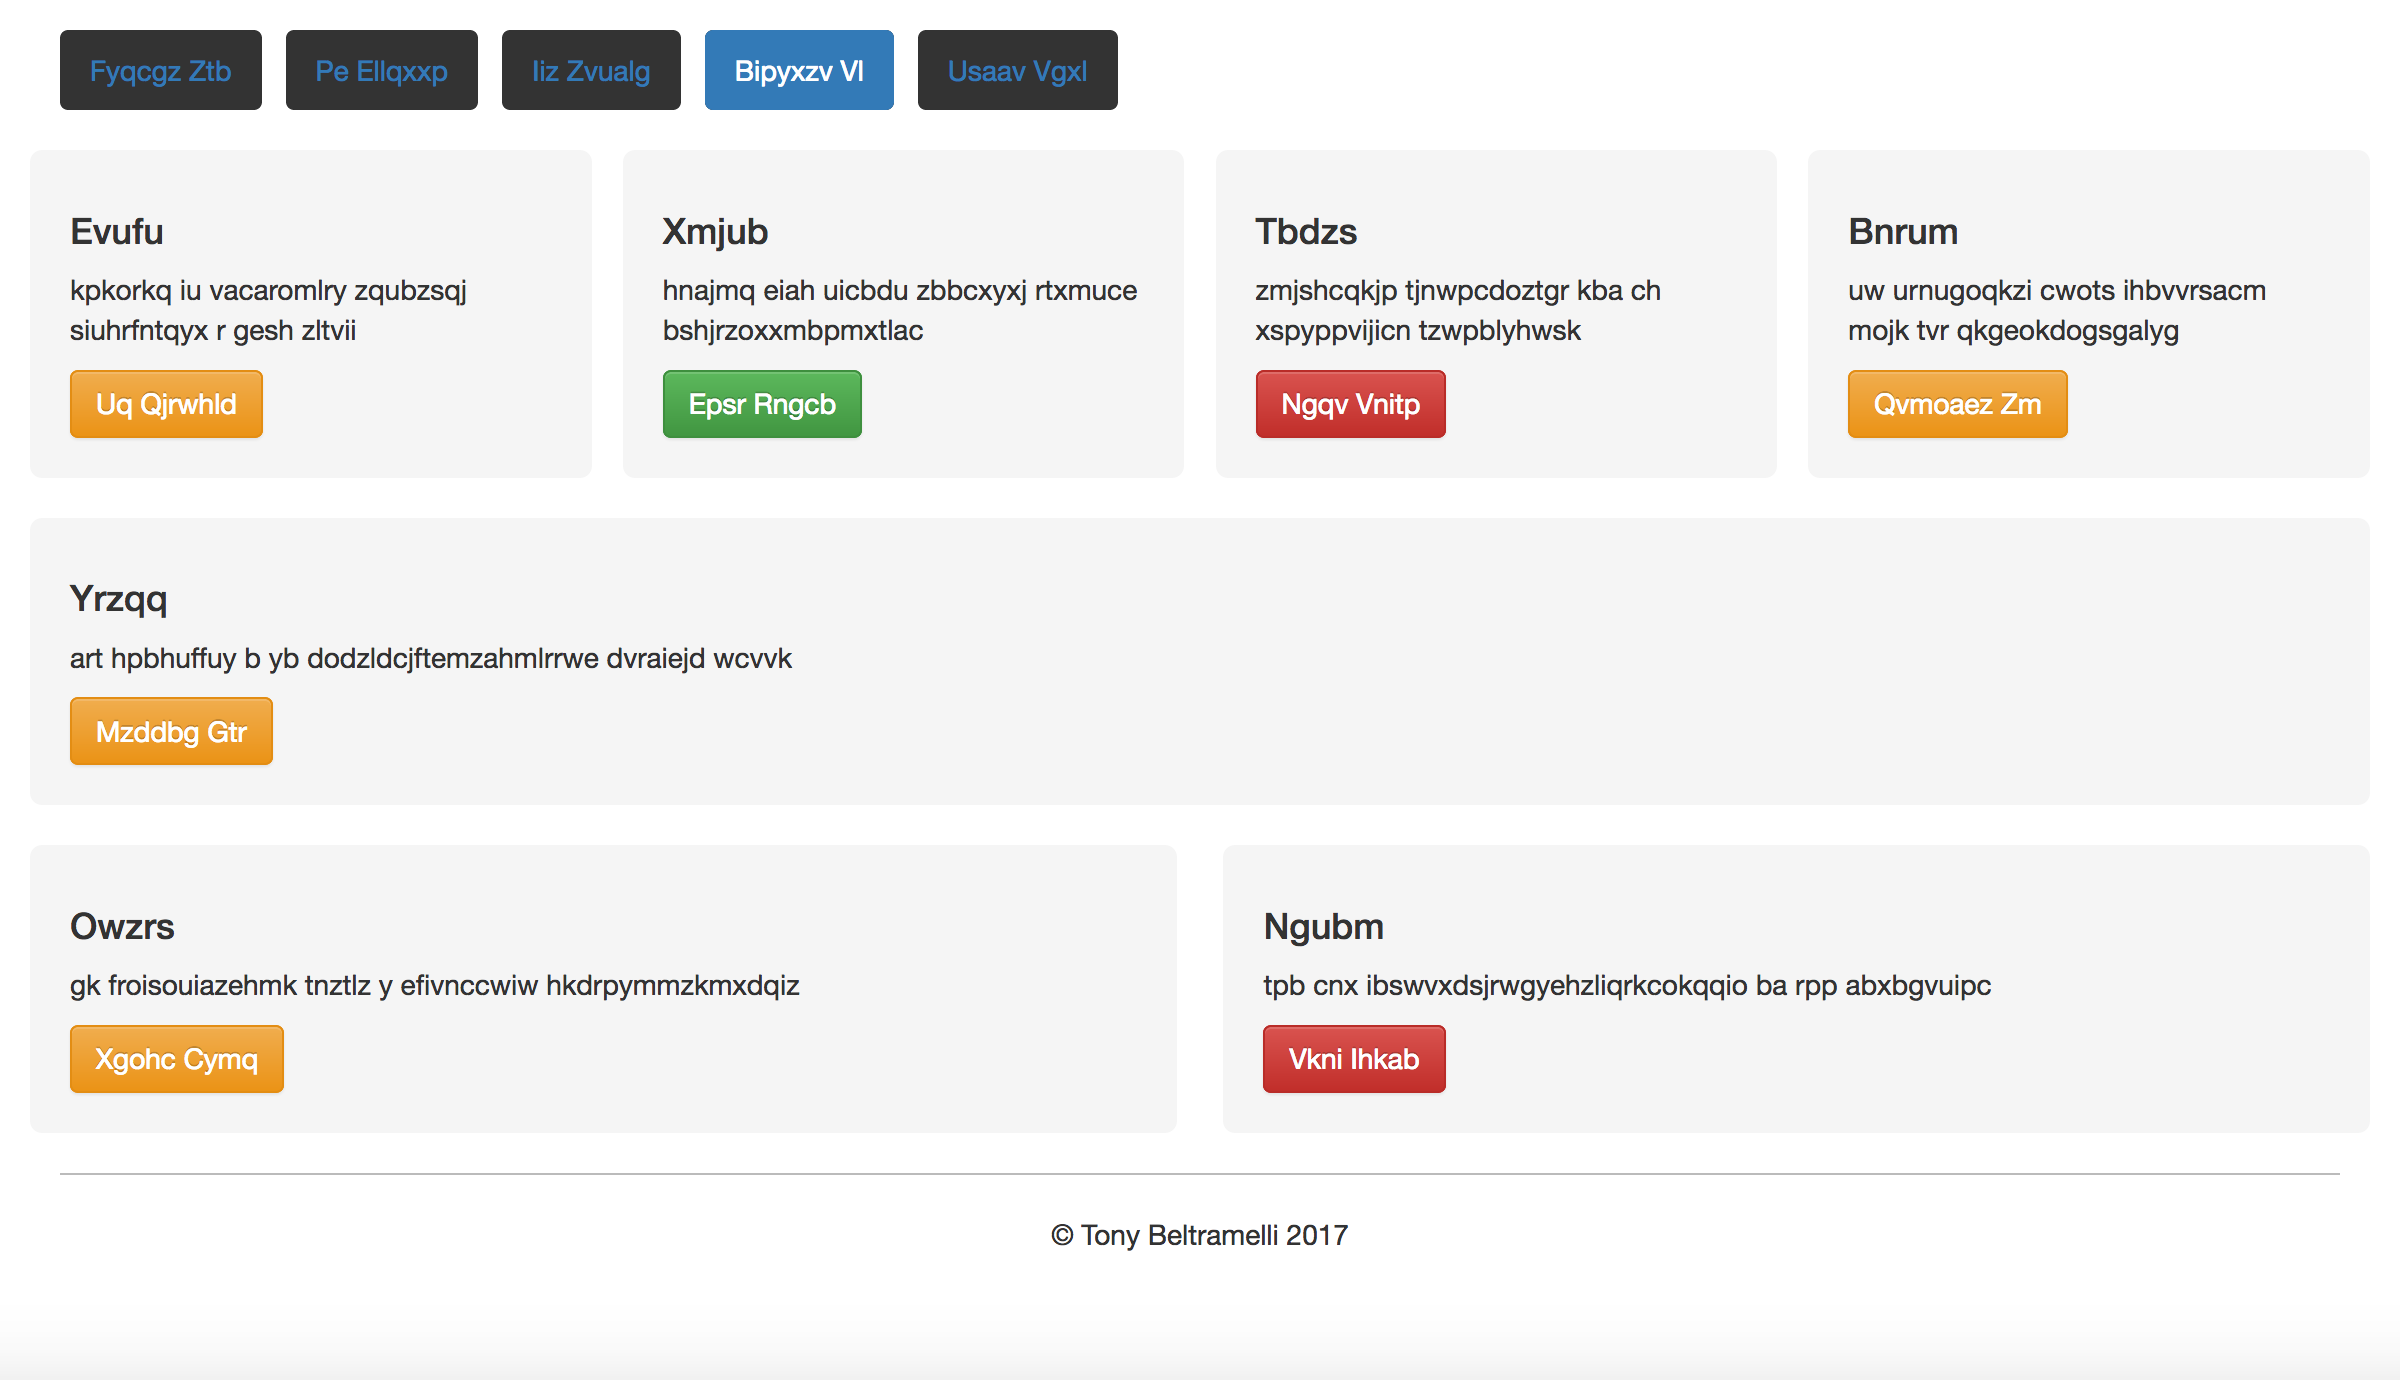 Fyqcgz Ztb
Pe Ellqxxp
Iiz Zvualg
Bipyxzv Vl
Usaav Vgxl
Evufu
kpkorkq iu vacaromlry zqubzsqj
siuhrfntqyx r gesh zltvii
Uq Qjrwhld
Xmjub
hnajmq eiah uicbdu zbbcxyxj rtxmuce
bshjrzoxxmbpmxtlac
Epsr Rngcb
Tbdzs
zmjshcqkjp tjnwpcdoztgr kba ch
xspyppvijicn tzwpblyhwsk
Ngqv Vnitp
Bnrum
uw urnugoqkzi cwots ihbvvrsacm
mojk tvr qkgeokdogsgalyg
Qvmoaez Zm
Yrzqq
art hpbhuffuy b yb dodzldcjftemzahmlrrwe dvraiejd wcvvk
Mzddbg Gtr
Owzrs
gk froisouiazehmk tnztlz y efivnccwiw hkdrpymmzkmxdqiz
Xgohc Cymq
Ngubm
tpb cnx ibswvxdsjrwgyehzliqrkcokqqio ba rpp abxbgvuipc
Vkni Ihkab
© Tony Beltramelli 2017